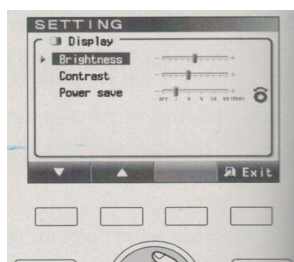 SETTING
Display
Brightness
Contrast
Power save
Exit